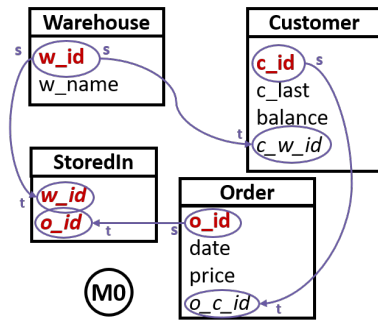 Warehouse
s w_id s
w_name
Customer
c_id s
c_last
balance
t c_w_id
StoredIn
t w_id
o_id t
Order
s o_id
date
price
o_c_id t
M0